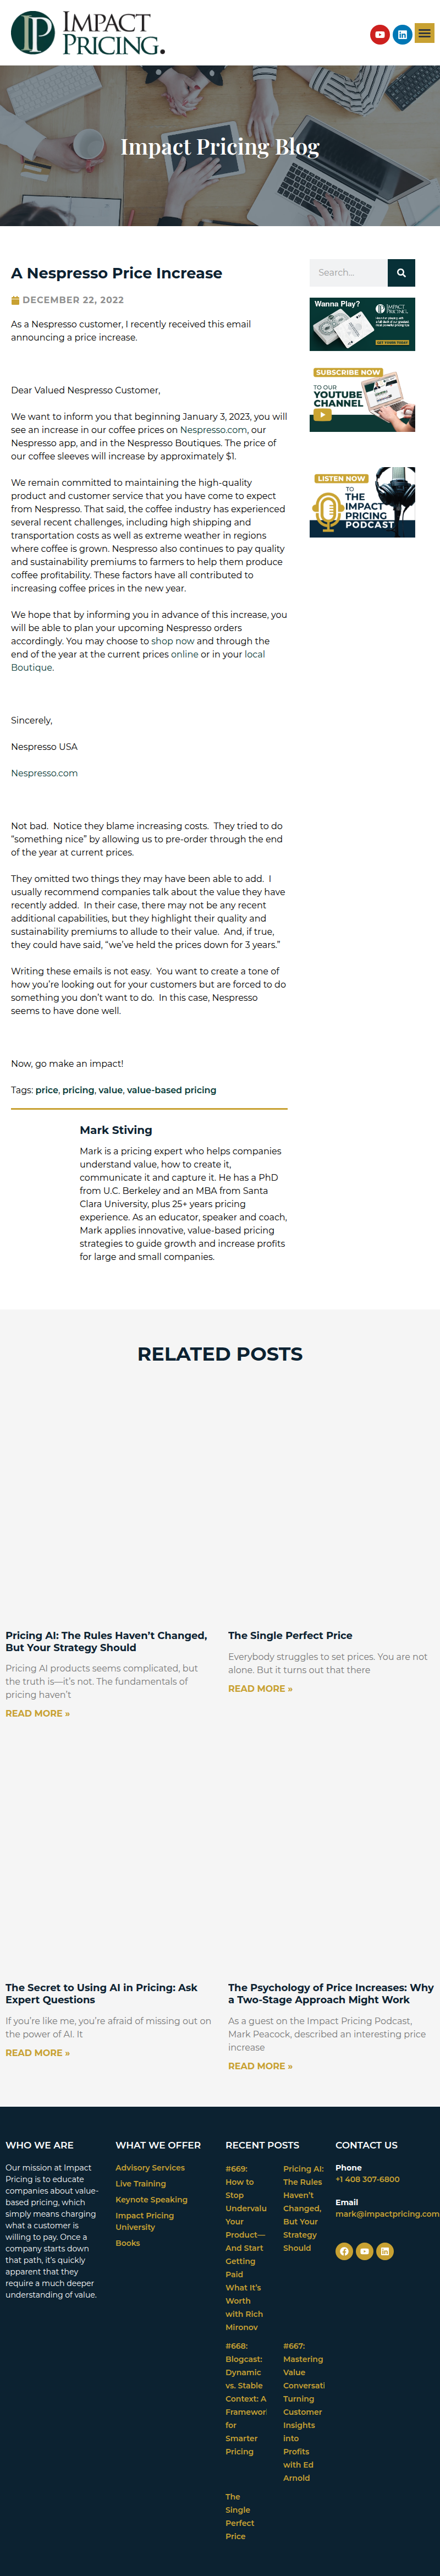 IMPACT
PRICING.
Impact Pricing Blog
A Nespresso Price Increase
DECEMBER 22, 2022
As a Nespresso customer, I recently received this email
announcing a price increase.
Dear Valued Nespresso Customer,
We want to inform you that beginning January 3, 2023, you will
see an increase in our coffee prices on Nespresso.com, our
Nespresso app, and in the Nespresso Boutiques. The price of
our coffee sleeves will increase by approximately $1.
We remain committed to maintaining the high-quality
product and customer service that you have come to expect
from Nespresso. That said, the coffee industry has experienced
several recent challenges, including high shipping and
transportation costs as well as extreme weather in regions
where coffee is grown. Nespresso also continues to pay quality
and sustainability premiums to farmers to help them produce
coffee profitability. These factors have all contributed to
increasing coffee prices in the new year.
We hope that by informing you in advance of this increase, you
will be able to plan your upcoming Nespresso orders
accordingly. You may choose to shop now and through the
end of the year at the current prices online or in your local
Boutique.
Sincerely,
Nespresso USA
Nespresso.com
Not bad.  Notice they blame increasing costs.  They tried to do
“something nice” by allowing us to pre-order through the end
of the year at current prices.
They omitted two things they may have been able to add.  I
usually recommend companies talk about the value they have
recently added.  In their case, there may not be any recent
additional capabilities, but they highlight their quality and
sustainability premiums to allude to their value.  And, if true,
they could have said, “we’ve held the prices down for 3 years.”
Writing these emails is not easy.  You want to create a tone of
how you’re looking out for your customers but are forced to do
something you don’t want to do.  In this case, Nespresso
seems to have done well.
Now, go make an impact!
Tags: price, pricing, value, value-based pricing
Mark Stiving
Mark is a pricing expert who helps companies
understand value, how to create it,
communicate it and capture it. He has a PhD
from U.C. Berkeley and an MBA from Santa
Clara University, plus 25+ years pricing
experience. As an educator, speaker and coach,
Mark applies innovative, value-based pricing
strategies to guide growth and increase profits
for large and small companies.
Search...
Wanna Play?
IMPACT
PRICING.
SUBSCRIBE NOW
TO OUR
YOUTUBE
CHANNEL
LISTEN NOW
TO
THE
IMPACT
PRICING
PODCAST
RELATED POSTS
Pricing AI: The Rules Haven’t Changed,
But Your Strategy Should
Pricing AI products seems complicated, but
the truth is—it’s not. The fundamentals of
pricing haven’t
READ MORE »
The Single Perfect Price
Everybody struggles to set prices. You are not
alone. But it turns out that there
READ MORE »
The Secret to Using AI in Pricing: Ask
Expert Questions
If you’re like me, you’re afraid of missing out on
the power of AI. It
READ MORE »
The Psychology of Price Increases: Why
a Two-Stage Approach Might Work
As a guest on the Impact Pricing Podcast,
Mark Peacock, described an interesting price
increase
READ MORE »
WHO WE ARE
Our mission at Impact
Pricing is to educate
companies about value-
based pricing, which
simply means charging
what a customer is
willing to pay. Once a
company starts down
that path, it’s quickly
apparent that they
require a much deeper
understanding of value.
WHAT WE OFFER
Advisory Services
Live Training
Keynote Speaking
Impact Pricing
University
Books
RECENT POSTS
#669:
How to
Stop
Undervalu
Your
Product—
And Start
Getting
Paid
What It’s
Worth
with Rich
Mironov
Pricing AI:
The Rules
Haven’t
Changed,
But Your
Strategy
Should
#668:
Blogcast:
Dynamic
vs. Stable
Context: A
Framewor
for
Smarter
Pricing
#667:
Mastering
Value
Conversati
Turning
Customer
Insights
into
Profits
with Ed
Arnold
The
Single
Perfect
Price
CONTACT US
Phone
+1 408 307-6800
Email
mark@impactpricing.com